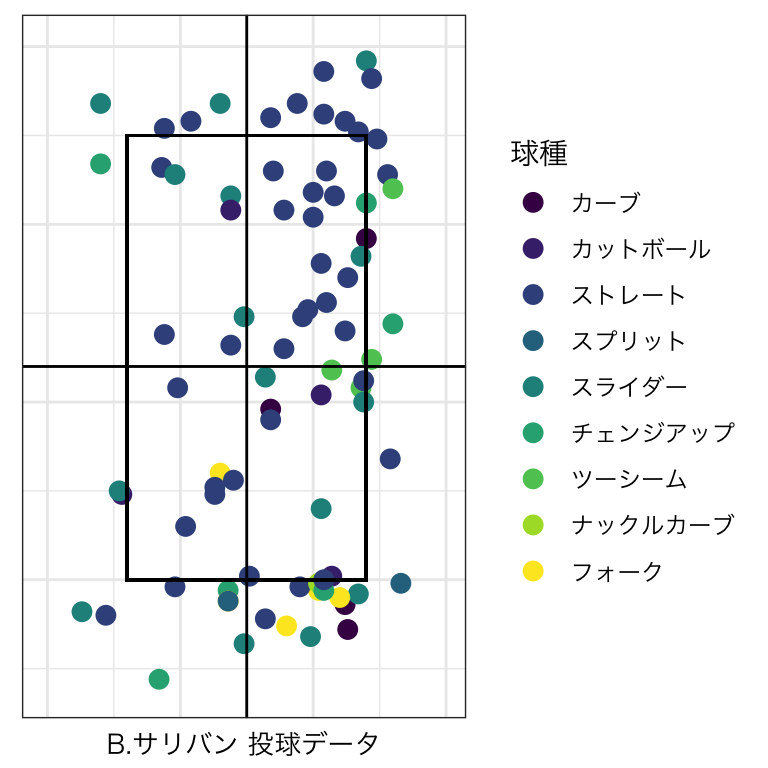 球種
カーブ
カットボール
ストレート
スプリット
スライダー
チェンジアップ
ツーシーム
ナックルカーブ
フォーク
B.サリバン 投球データ